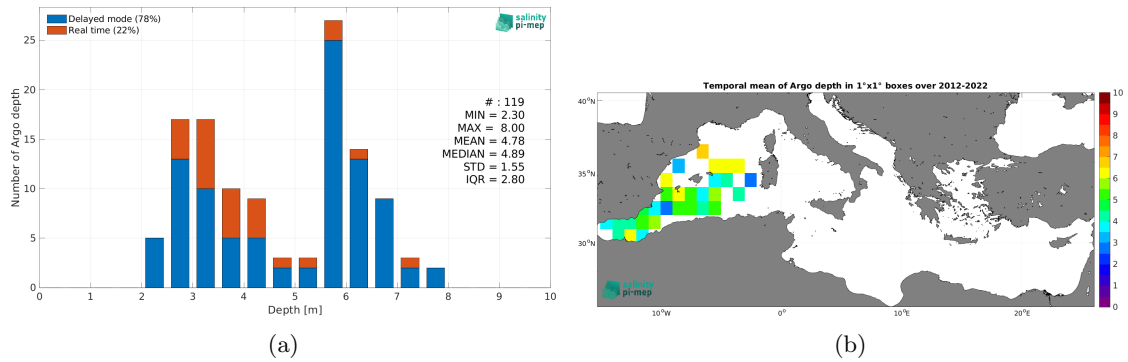 Delayed mode (78%)
Real time (22%)
salinity
pi-mep
Number of Argo depth
25
20
15
10
5
0
# : 119
MIN = 2.30
MAX = 8.00
MEAN = 4.78
MEDIAN = 4.89
STD = 1.55
IQR = 2.80
0 1 2 3 4 5 6 7 8 9 10
Depth [m]
(a)
Temporal mean of Argo depth in 1°x1° boxes over 2012-2022
40°N
35°N
30°N
10°W 0° 10°E 20°E
salinity
pi-mep
10
9
8
7
6
5
4
3
2
1
0
(b)